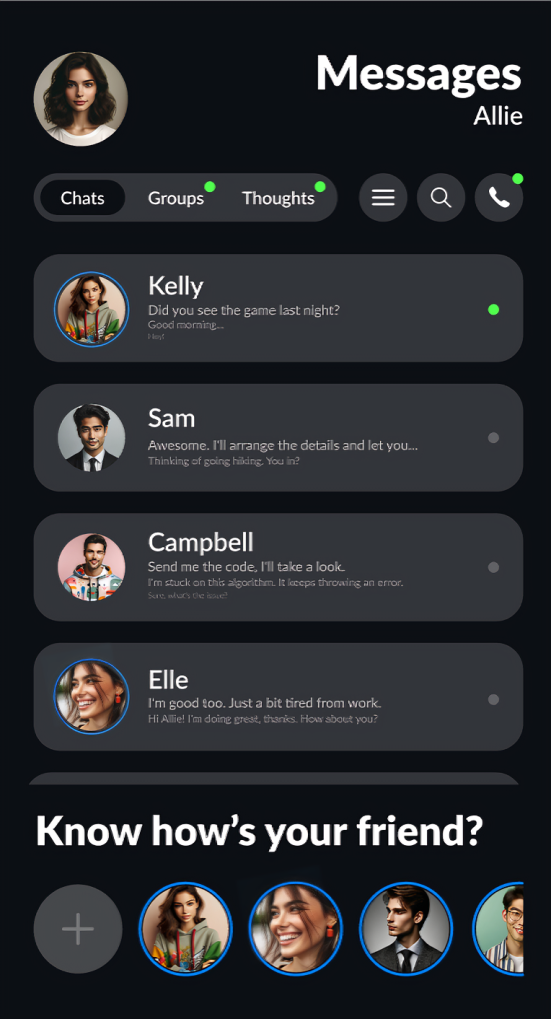 Messages
Allie
Chats
Groups
Thoughts
Kelly
Did you see the game last night?
Good morning...
Hey!
Sam
Awesome. I'll arrange the details and let you...
Thinking of going hiking. You in?
Campbell
Send me the code, I'll take a look.
I'm stuck on this algorithm. It keeps throwing an error.
Sure, what's the issue?
Elle
I'm good too. Just a bit tired from work.
Hi Allie! I'm doing great, thanks. How about you?
Know how's your friend?